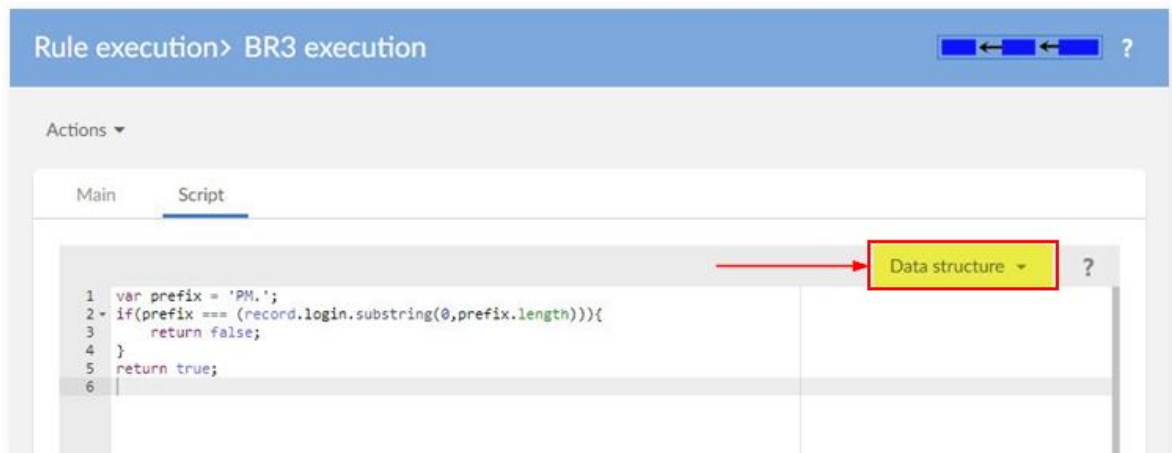 Rule execution> BR3 execution ?
Actions
Main Script
Data structure ?
1 var prefix = 'PM.';
2 if(prefix === (record.login.substring(0,prefix.length))){
3 return false;
4 }
5 return true;
6